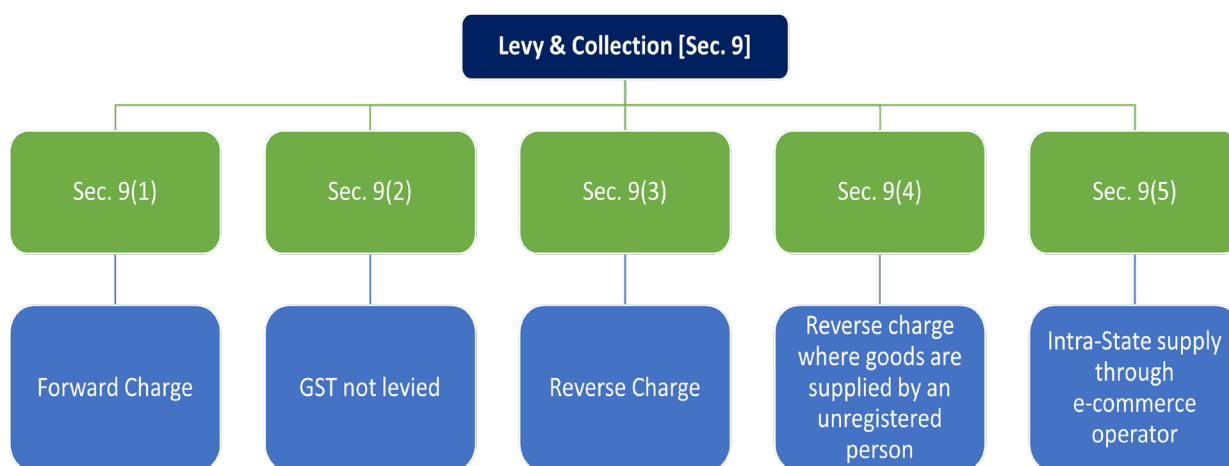 Levy & Collection [Sec. 9]
Sec. 9(1)
Sec. 9(2)
Sec. 9(3)
Sec. 9(4)
Sec. 9(5)
Forward Charge
GST not levied
Reverse Charge
Reverse charge
where goods are
supplied by an
unregistered
person
Intra-State supply
through
e-commerce
operator